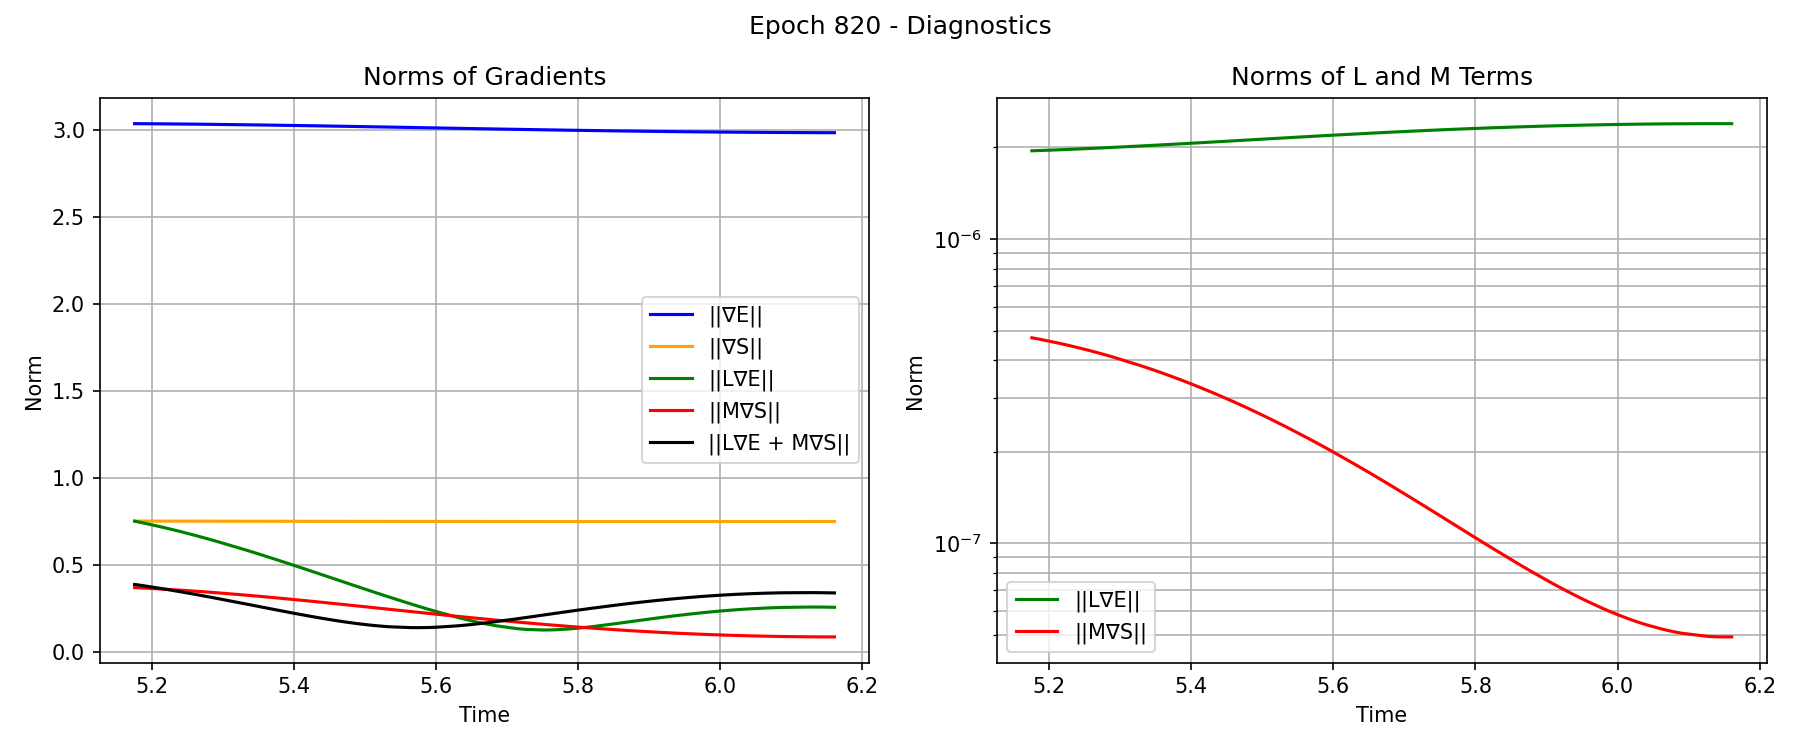 Epoch 820 - Diagnostics
Norms of Gradients
Norm
3.0
2.5
2.0
1.5
1.0
0.5
0.0
||∇E||
||∇S||
||L∇E||
||M∇S||
||L∇E + M∇S||
5.2 5.4 5.6 5.8 6.0 6.2
Time
Norms of L and M Terms
Norm
10⁻⁶
10⁻⁷
||L∇E||
||M∇S||
5.2 5.4 5.6 5.8 6.0 6.2
Time